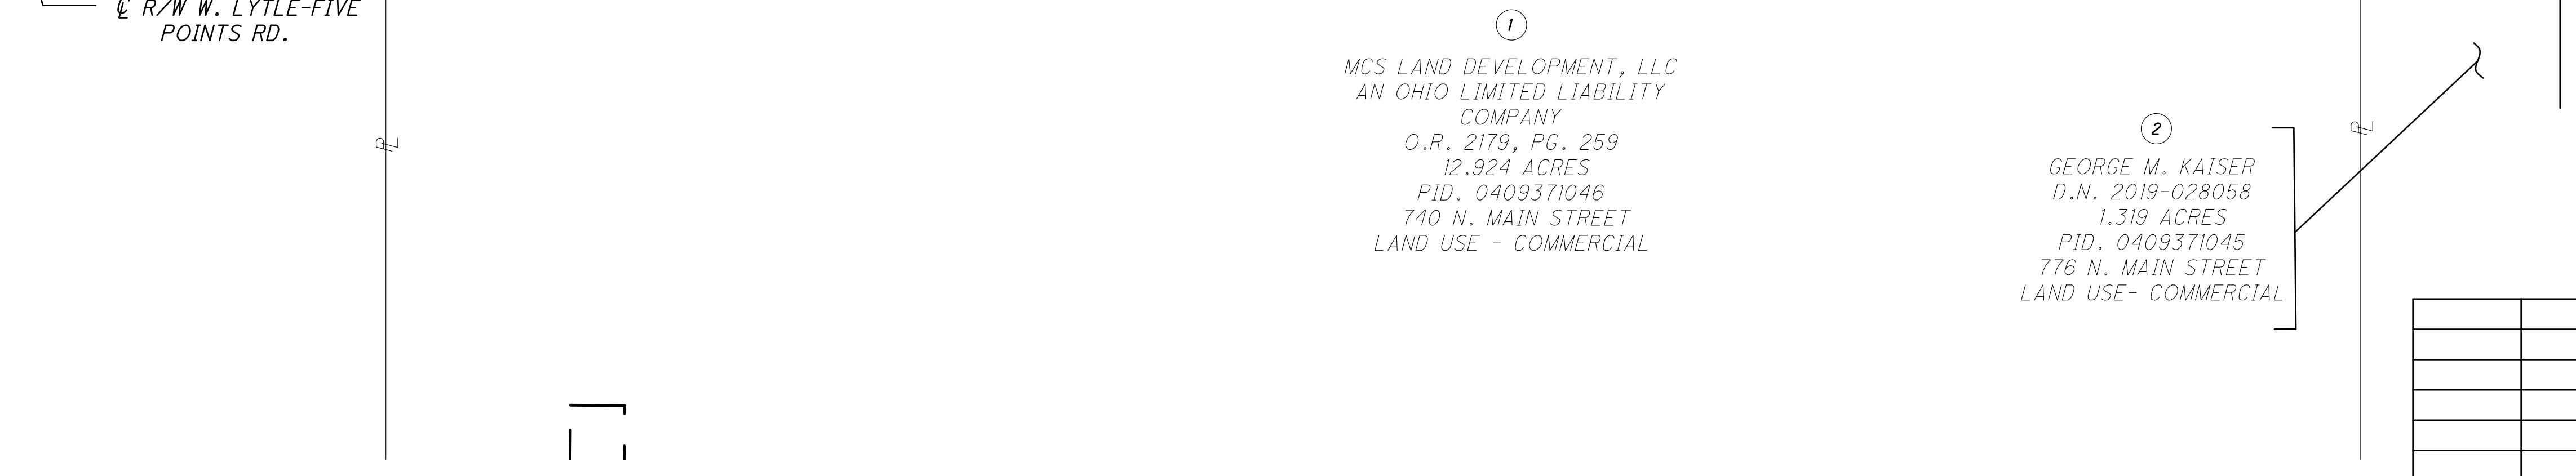 ℄ R/W W. LYTLE-FIVE
POINTS RD.
1
MCS LAND DEVELOPMENT, LLC
AN OHIO LIMITED LIABILITY
COMPANY
O.R. 2179, PG. 259
12.924 ACRES
PID. 0409371046
740 N. MAIN STREET
LAND USE - COMMERCIAL
2
GEORGE M. KAISER
D.N. 2019-028058
1.319 ACRES
PID. 0409371045
776 N. MAIN STREET
LAND USE- COMMERCIAL
PL
PL